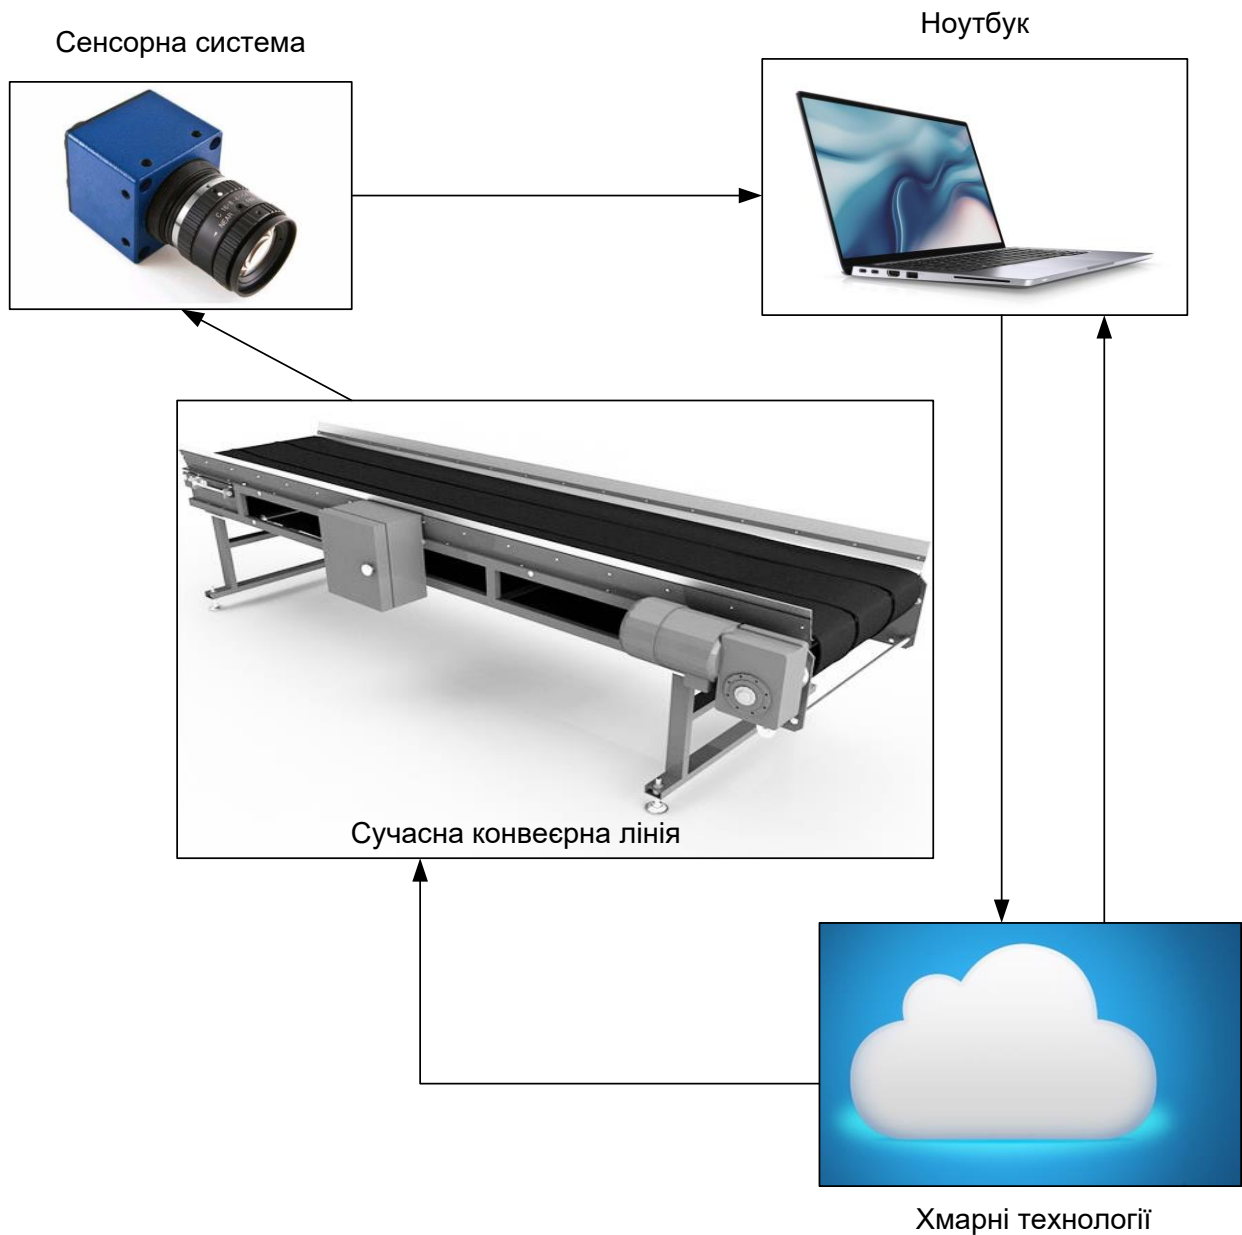 Сенсорна система
Ноутбук
Сучасна конвеєрна лінія
Хмарні технології